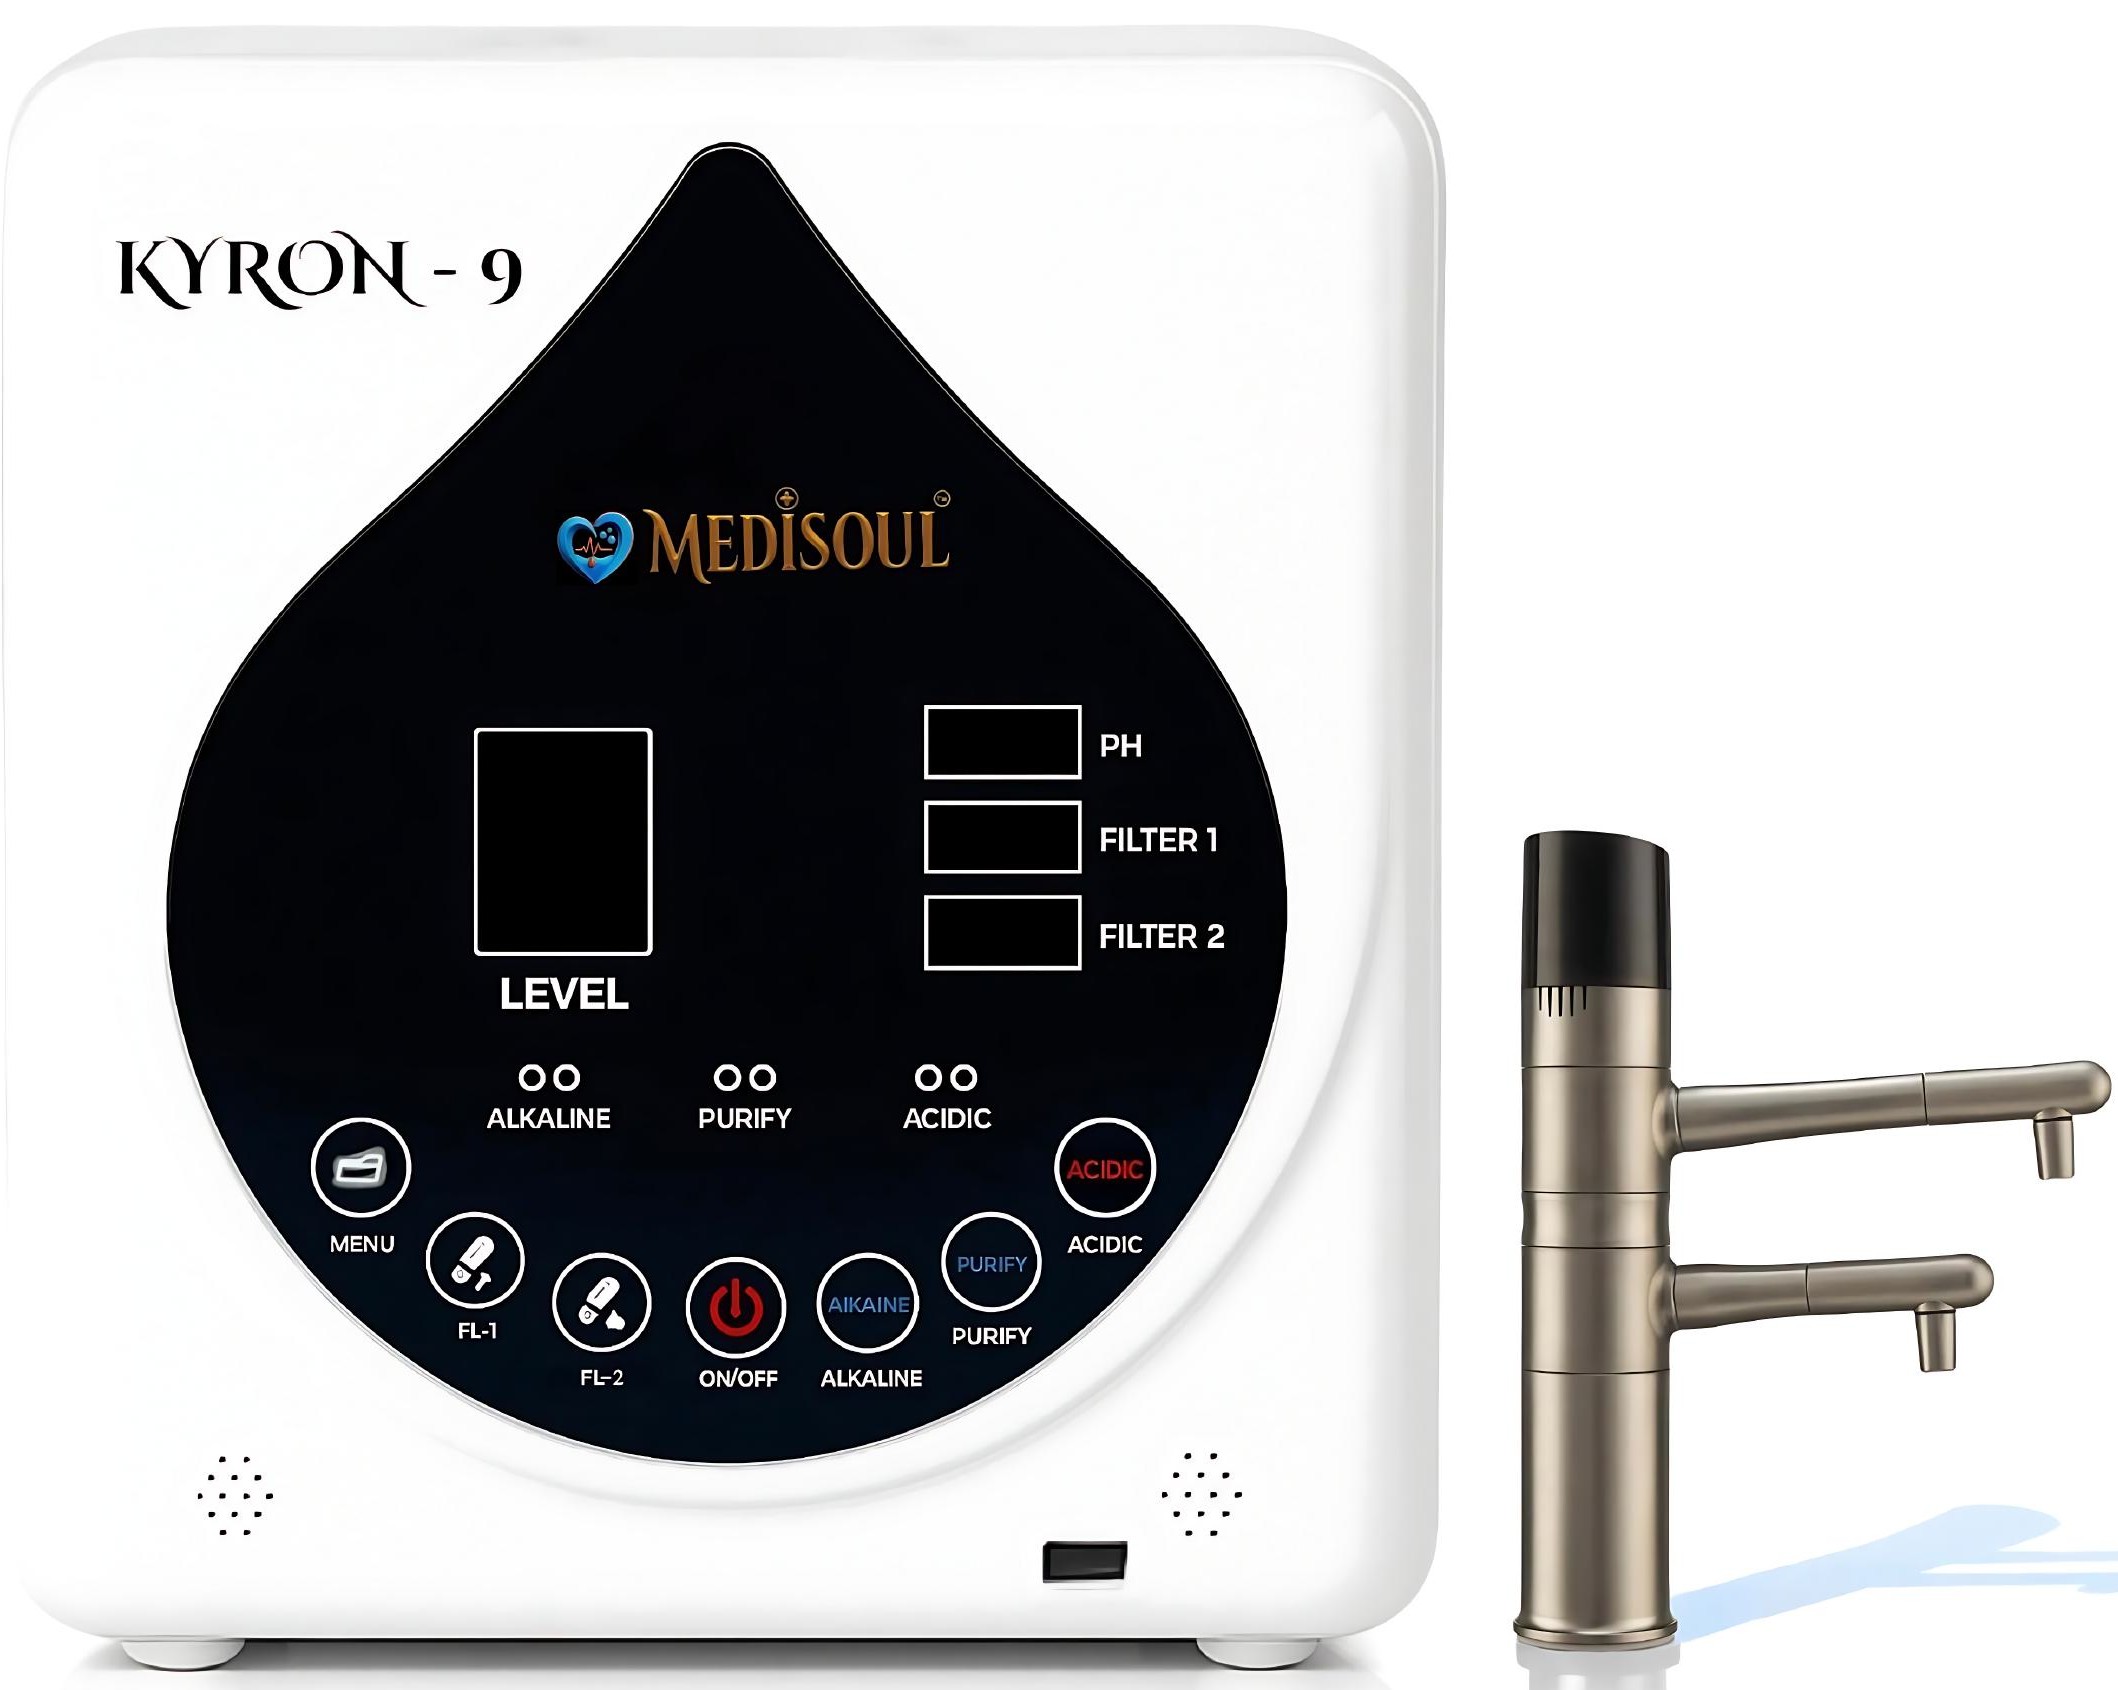 KYRON - 9
MEDISOUL
PH
FILTER 1
FILTER 2
LEVEL
ALKALINE
PURIFY
ACIDIC
ACIDIC
MENU
ACIDIC
PURIFY
FL-1
PURIFY
AIKAINE
FL-2
ON/OFF
ALKALINE